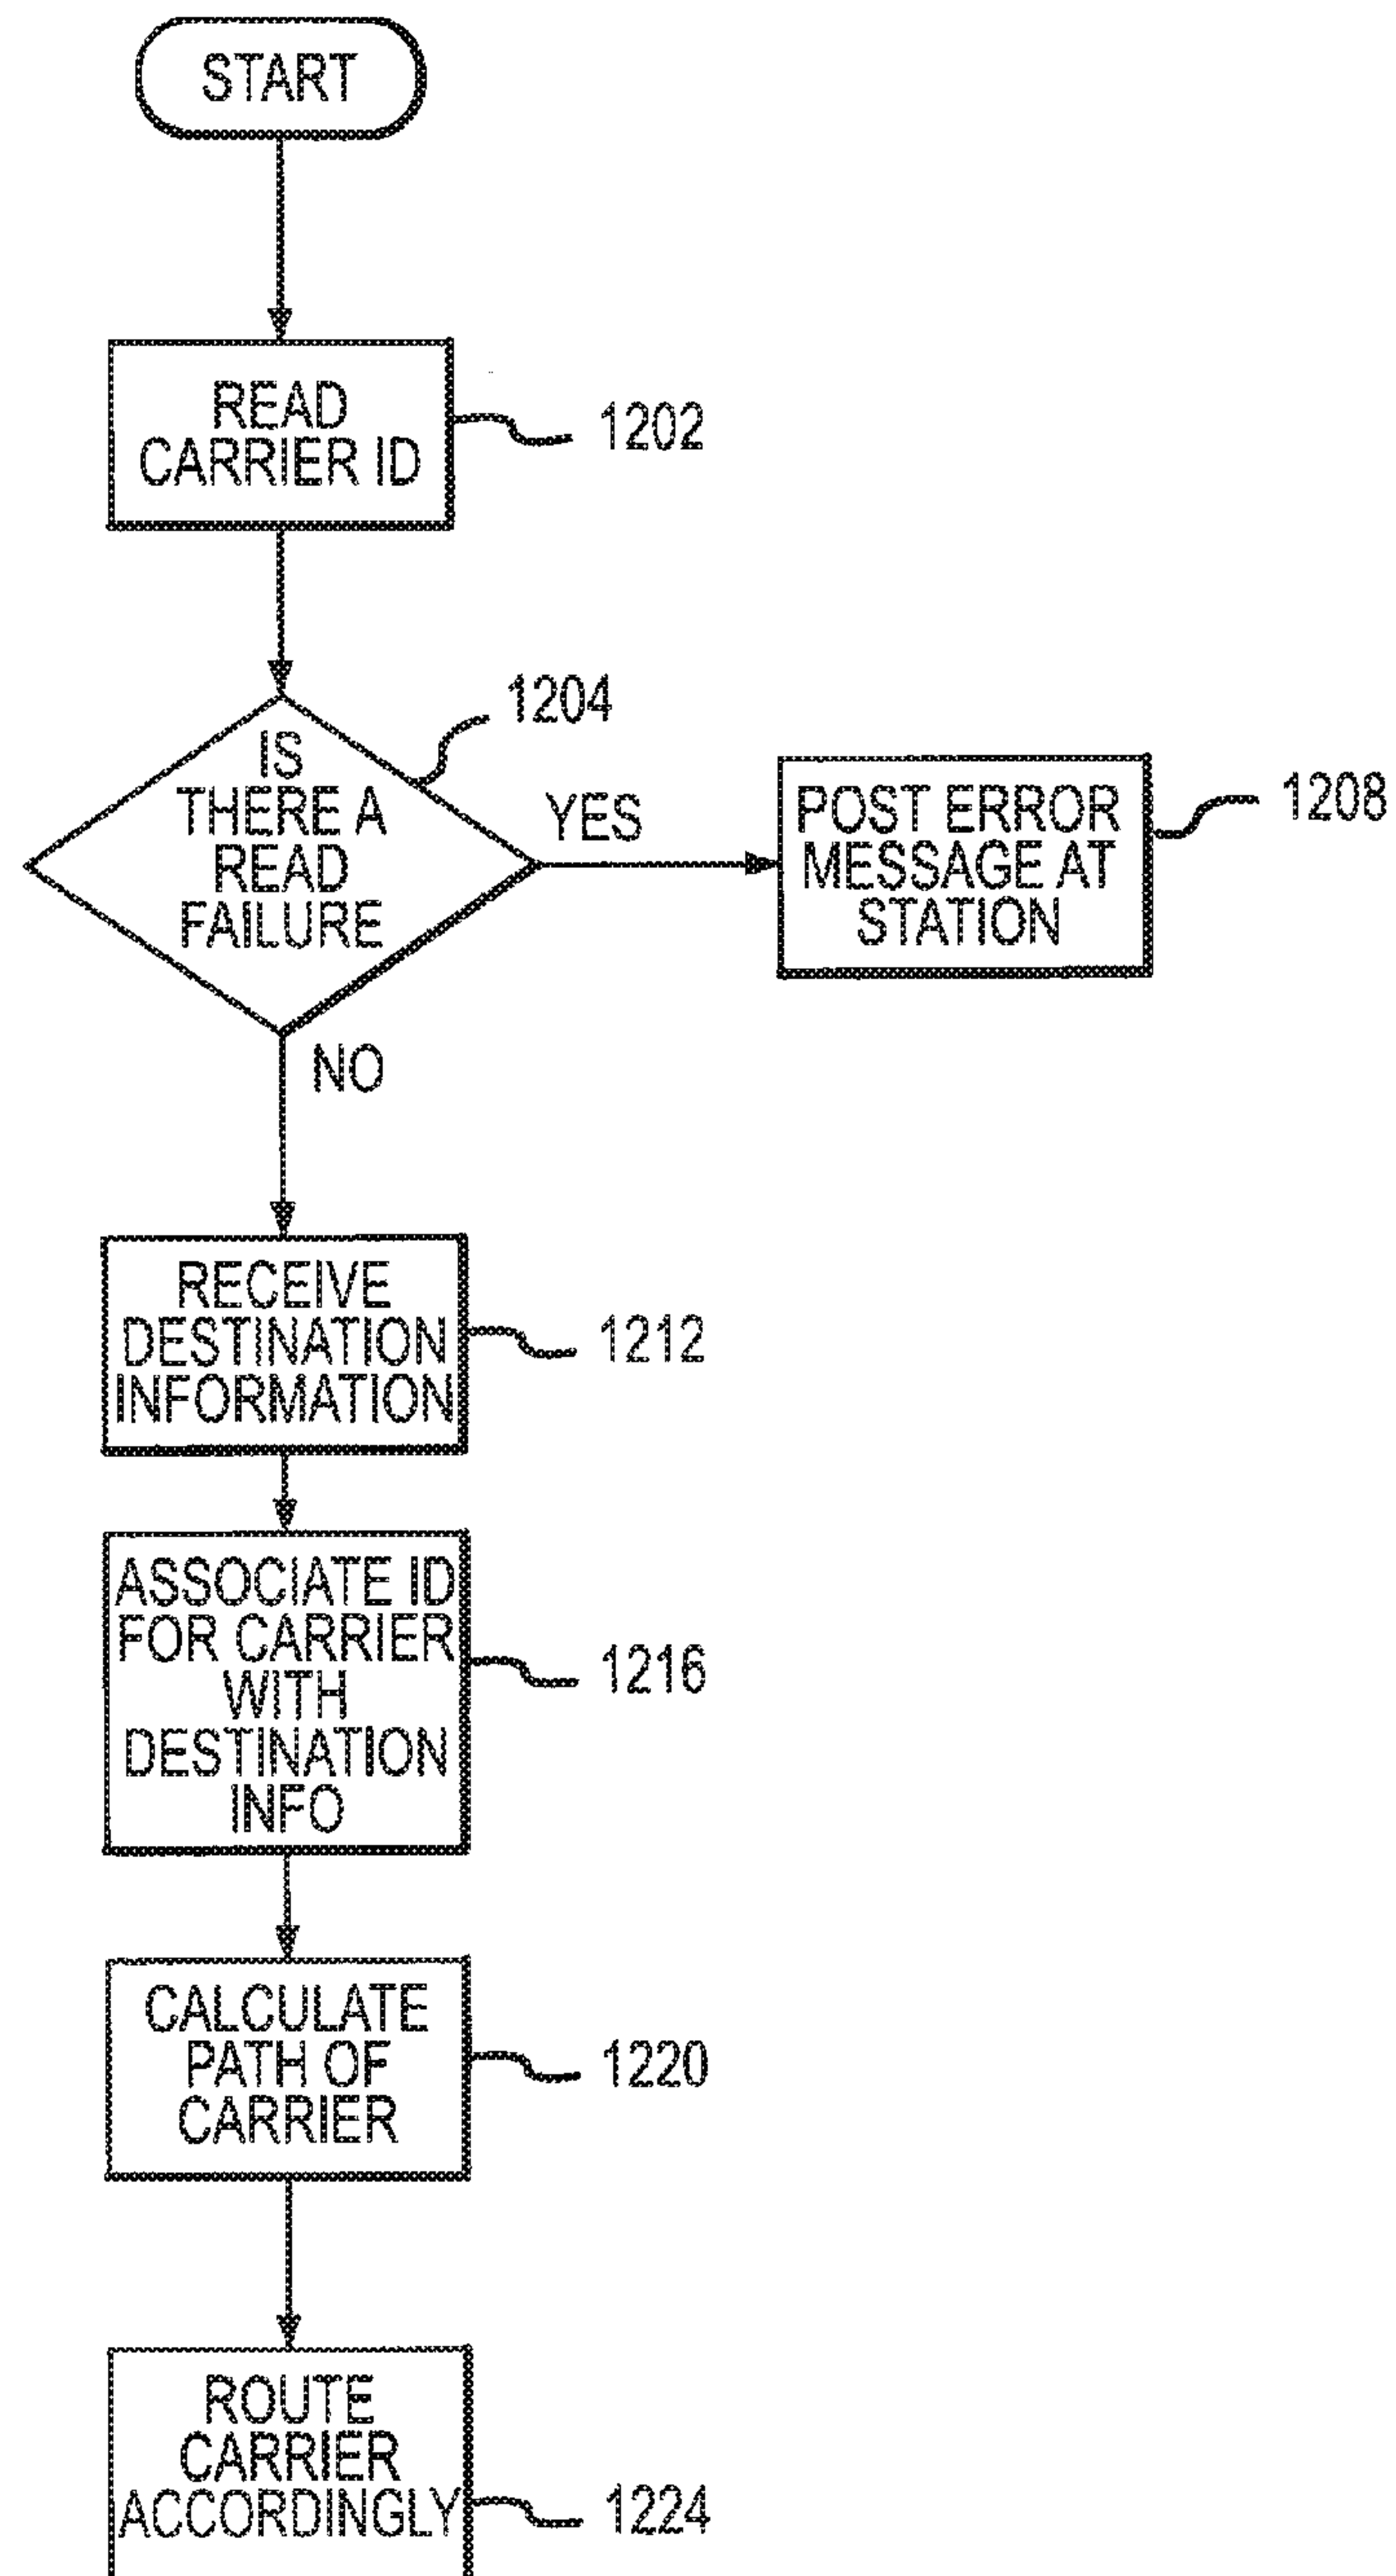 START
READ
CARRIER ID
1202
1204
IS
THERE A
READ
FAILURE
YES
POST ERROR
MESSAGE AT
STATION
1208
NO
RECEIVE
DESTINATION
INFORMATION
1212
ASSOCIATE ID
FOR CARRIER
WITH
DESTINATION
INFO
1216
CALCULATE
PATH OF
CARRIER
1220
ROUTE
CARRIER
ACCORDINGLY
1224